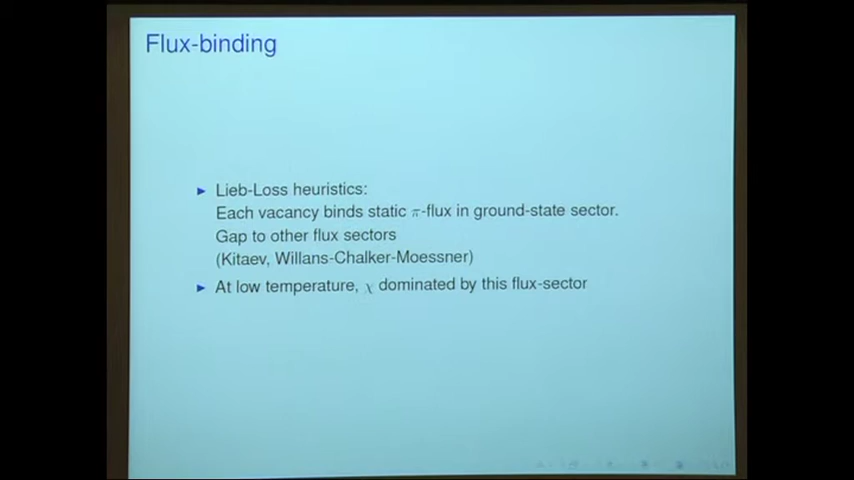 Flux-binding
► Lieb-Loss heuristics:
Each vacancy binds static π-flux in ground-state sector.
Gap to other flux sectors
(Kitaev, Willans-Chalker-Moessner)
► At low temperature, χ dominated by this flux-sector